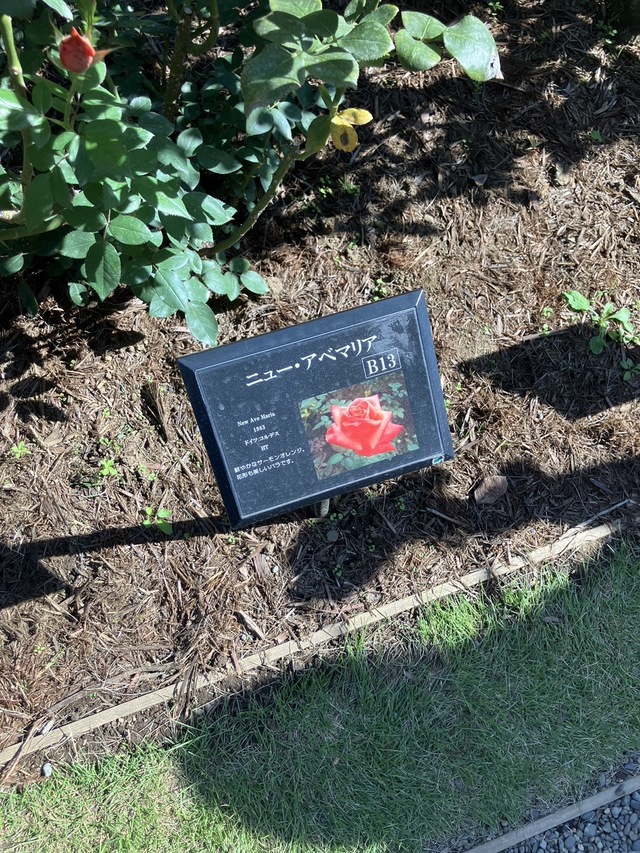 ニュー・アベマリア
B13
New Ave Maria
1983
ドイツ コルデス
HT
鮮やかなサーモンオレンジ。
花形も美しいバラです。